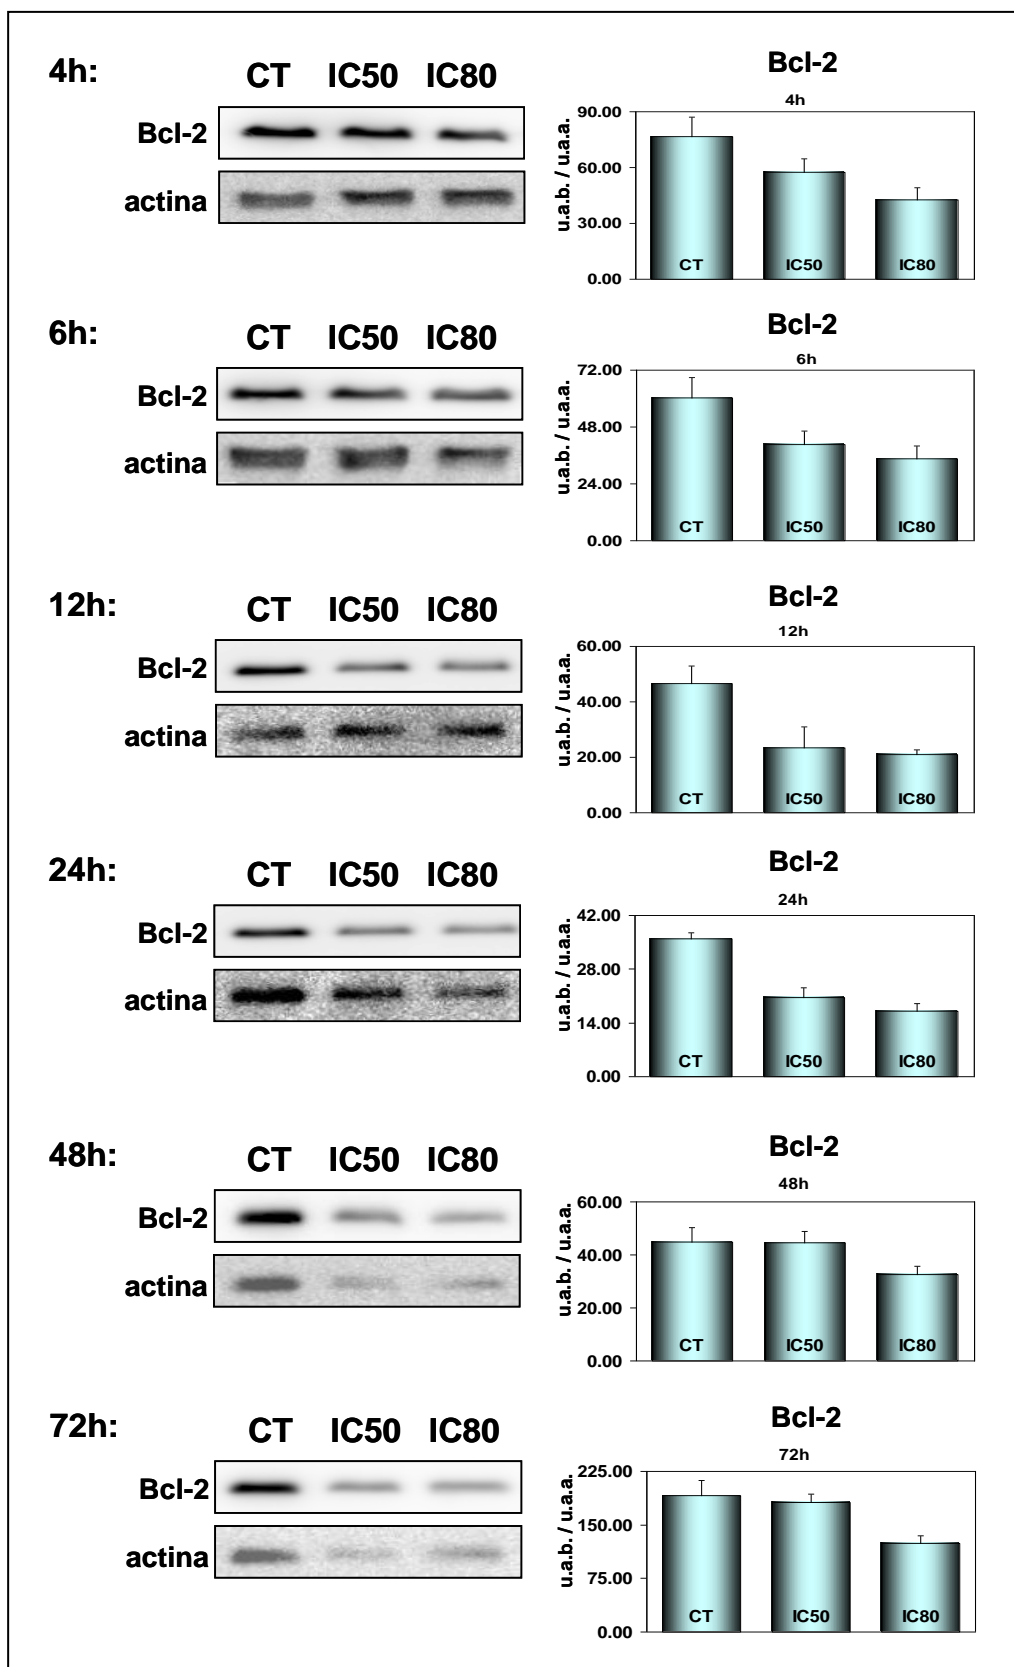 4h:
CT IC50 IC80
Bcl-2
actina
Bcl-2
4h
90.00
60.00
30.00
0.00
u.a.b. / u.a.a.
CT IC50 IC80
6h:
CT IC50 IC80
Bcl-2
actina
Bcl-2
6h
72.00
48.00
24.00
0.00
u.a.b. / u.a.a.
CT IC50 IC80
12h:
CT IC50 IC80
Bcl-2
actina
Bcl-2
12h
60.00
40.00
20.00
0.00
u.a.b. / u.a.a.
CT IC50 IC80
24h:
CT IC50 IC80
Bcl-2
actina
Bcl-2
24h
42.00
28.00
14.00
0.00
u.a.b. / u.a.a.
CT IC50 IC80
48h:
CT IC50 IC80
Bcl-2
actina
Bcl-2
48h
60.00
40.00
20.00
0.00
u.a.b. / u.a.a.
CT IC50 IC80
72h:
CT IC50 IC80
Bcl-2
actina
Bcl-2
72h
225.00
150.00
75.00
0.00
u.a.b. / u.a.a.
CT IC50 IC80